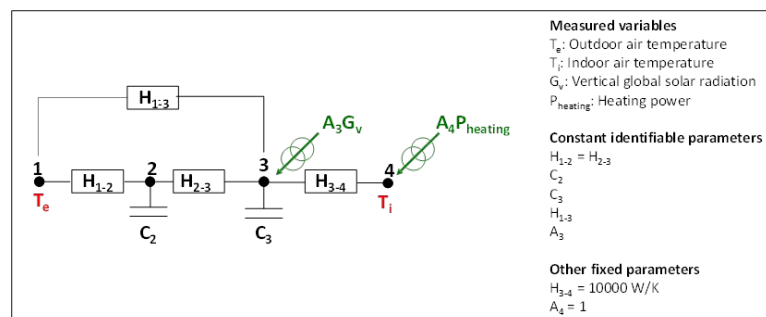 H₁₋₃
A₃Gᵥ
A₄P_heating
1
2
3
4
H₁₋₂
H₂₋₃
H₃₋₄
Tₑ
Tᵢ
C₂
C₃
Measured variables
Tₑ: Outdoor air temperature
Tᵢ: Indoor air temperature
Gᵥ: Vertical global solar radiation
P_heating: Heating power
Constant identifiable parameters
H₁₋₂ = H₂₋₃
C₂
C₃
H₁₋₃
A₃
Other fixed parameters
H₃₋₄ = 10000 W/K
A₄ = 1